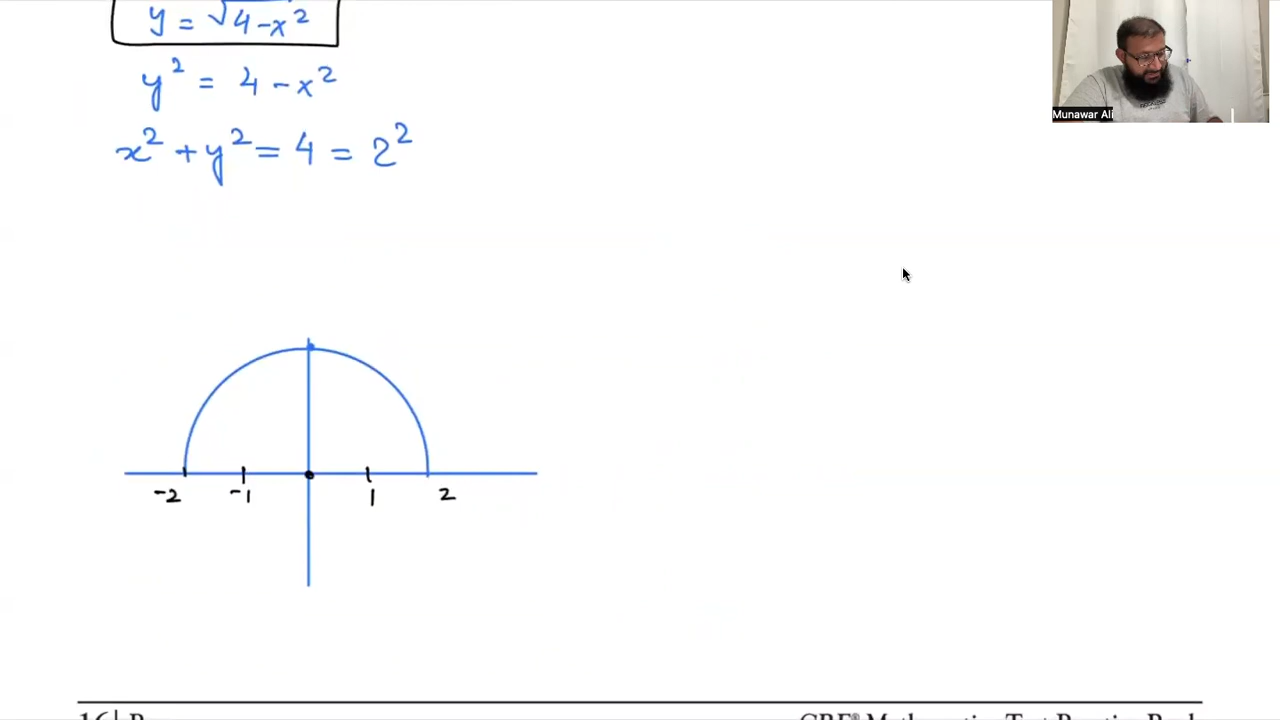 y = √4-x²
y² = 4-x²
x² + y² = 4 = 2²
Munawar Ali
-2 -1 1 2